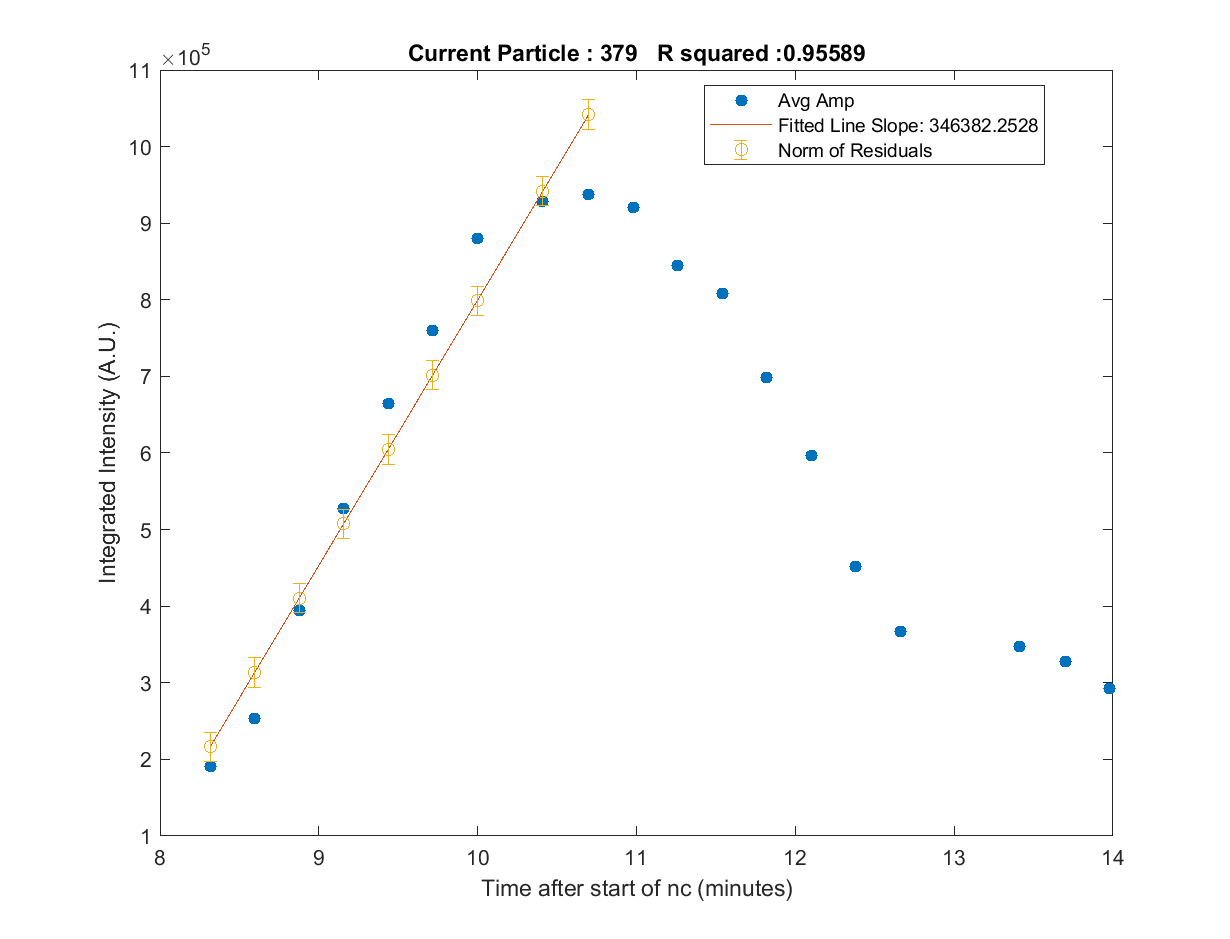 Current Particle : 379   R squared :0.95589
×10^5
Avg Amp
Fitted Line Slope: 346382.2528
Norm of Residuals
11
10
9
8
7
6
5
4
3
2
1
Integrated Intensity (A.U.)
8 9 10 11 12 13 14
Time after start of nc (minutes)